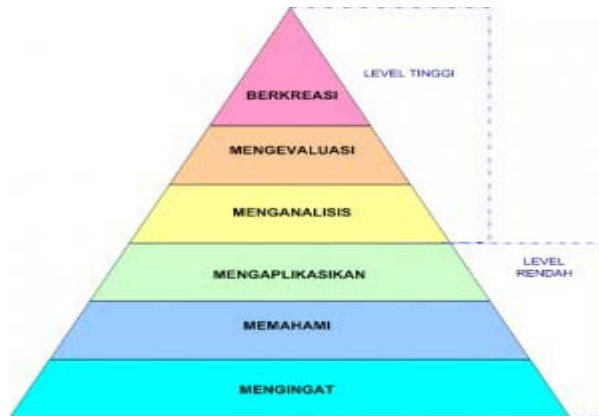 BERKREASI
LEVEL TINGGI
MENGEVALUASI
MENGANALISIS
MENGAPLIKASIKAN
LEVEL
RENDAH
MEMAHAMI
MENGINGAT